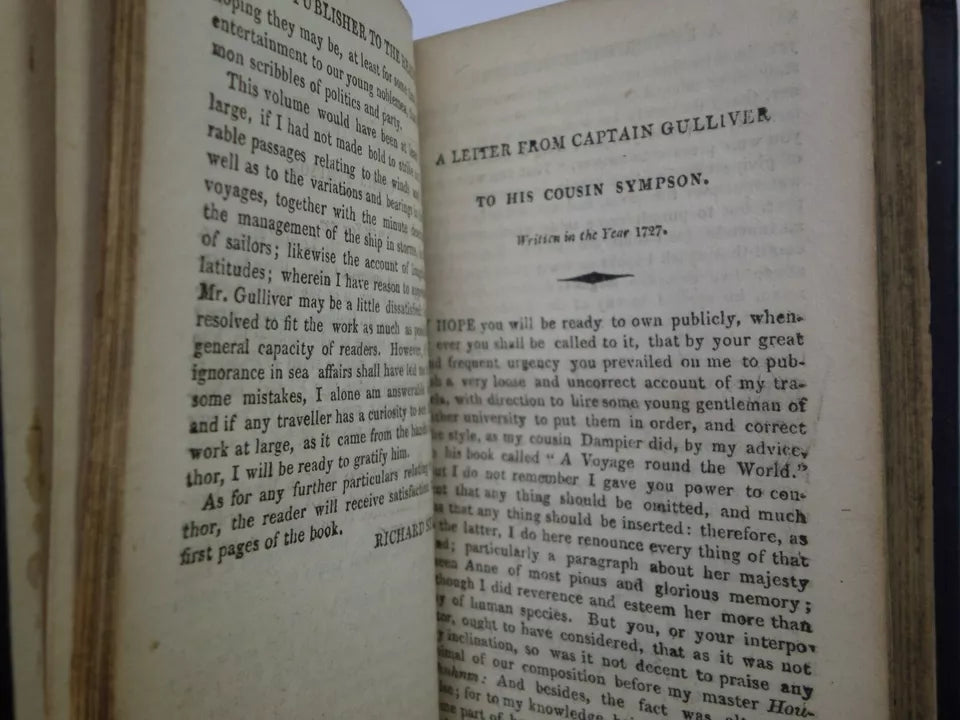 PUBLISHER TO THE
hoping they may be, at least for some
entertainment to our young noblemen,
mon scribbles of politics and party.
This volume would have been at
large, if I had not made bold to strike
rable passages relating to the winds
well as to the variations and bearings
voyages, together with the minute
the management of the ship in storms,
of sailors; likewise the account of
latitudes; wherein I have reason to
Mr. Gulliver may be a little dissatisfied
resolved to fit the work as much as
general capacity of readers. However,
ignorance in sea affairs shall have led
some mistakes, I alone am answerable
and if any traveller has a curiosity to
work at large, as it came from the
thor, I will be ready to gratify him.
As for any further particulars relating
thor, the reader will receive satisfaction
first pages of the book.
RICHARD
A LETTER FROM CAPTAIN GULLIVER
TO HIS COUSIN SYMPSON.
Written in the Year 1727.
HOPE you will be ready to own publicly, when-
ever you shall be called to it, that by your great
frequent urgency you prevailed on me to pub-
a very loose and uncorrect account of my tra-
with direction to hire some young gentleman of
university to put them in order, and correct
style, as my cousin Dampier did, by my advice,
his book called “A Voyage round the World.”
I do not remember I gave you power to con-
that any thing should be omitted, and much
that any thing should be inserted: therefore, as
the latter, I do here renounce every thing of that
particularly a paragraph about her majesty
Anne of most pious and glorious memory;
though I did reverence and esteem her more than
of human species. But you, or your interpo-
ought to have considered, that as it was not
inclination, so was it not decent to praise any
of our composition before my master Hou-
And besides, the fact was
for to my knowledge
part of